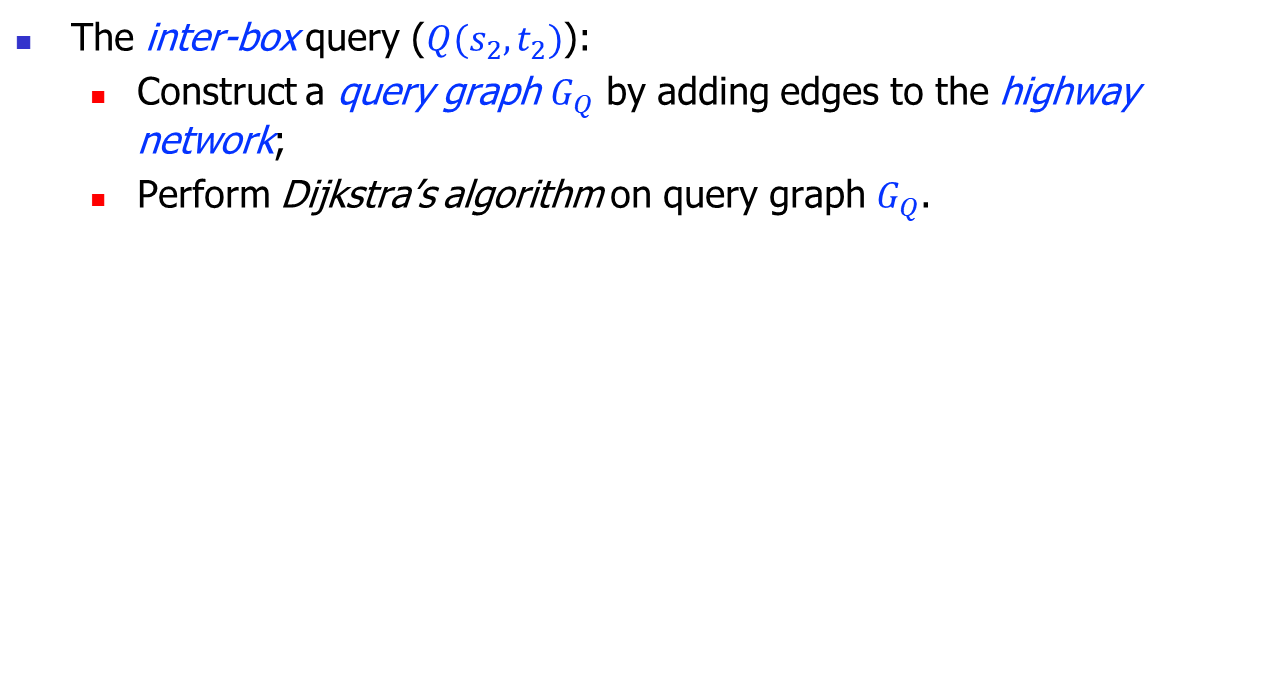 ▪ The inter-box query (Q(s₂,t₂)):
▪ Construct a query graph G_Q by adding edges to the highway
network;
▪ Perform Dijkstra’s algorithm on query graph G_Q.